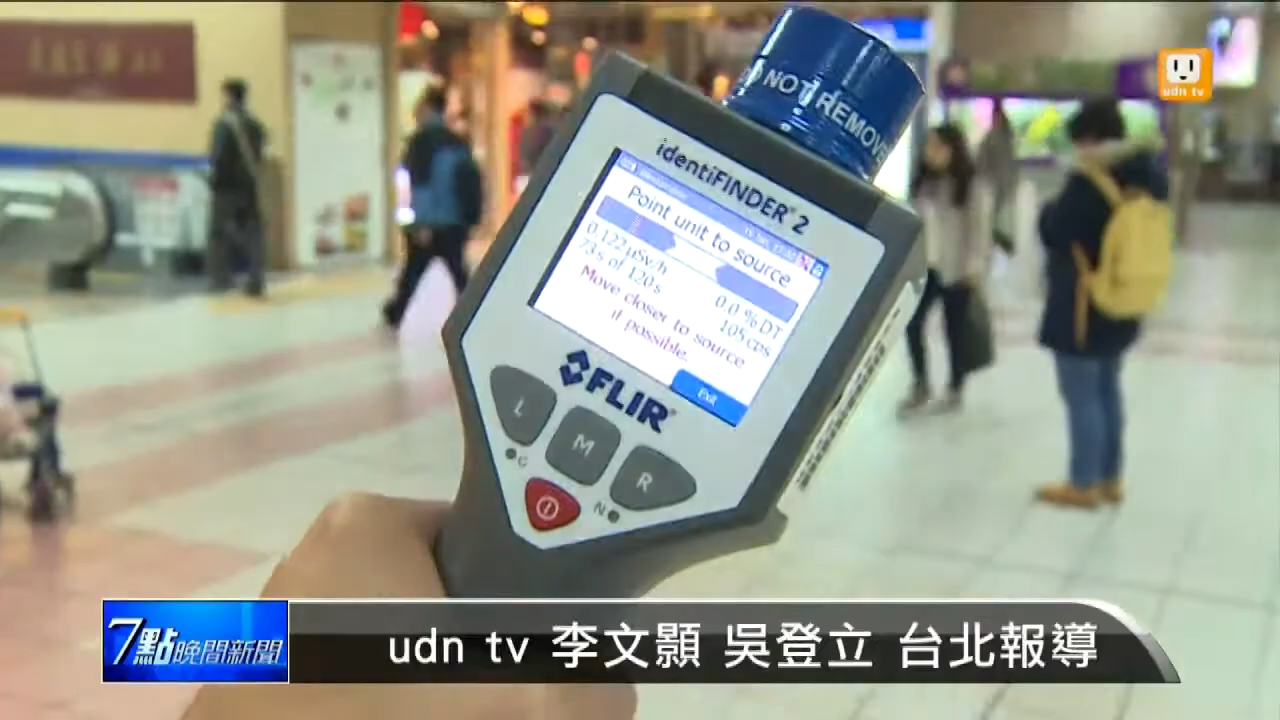 udn tv
NOT REMOVE
identiFINDER® 2
Point unit to source
0.122 µSv/h
0.0 % DT
73 s of 120 s
105 cps
Move closer to source
if possible.
Exit
FLIR
L
M
R
N
7點晚間新聞
udn tv 李文顥 吳登立 台北報導